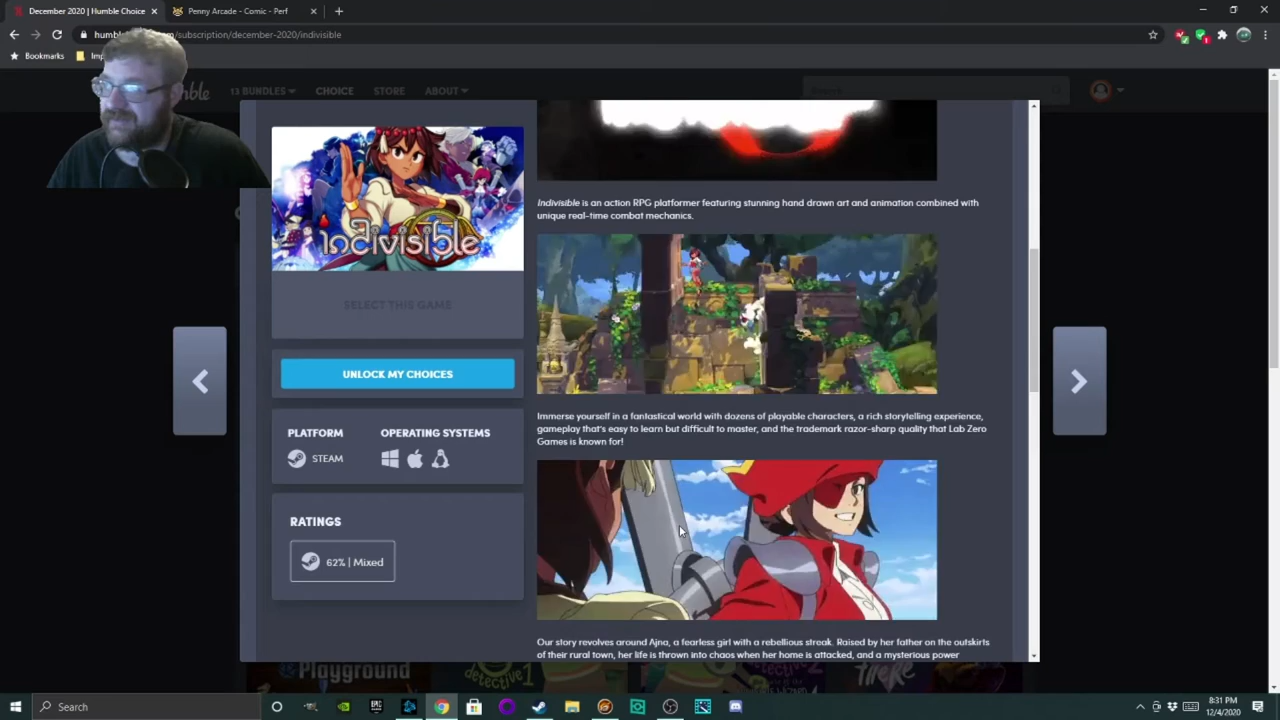 December 2020 | Humble Choice
Penny Arcade - Comic - Perf
/subscription/december-2020/indivisible
Bookmarks
13 BUNDLES
CHOICE
STORE
ABOUT
Search
indivisible
SELECT THIS GAME
UNLOCK MY CHOICES
PLATFORM
OPERATING SYSTEMS
STEAM
RATINGS
62% | Mixed
Indivisible is an action RPG platformer featuring stunning hand drawn art and animation combined with
unique real-time combat mechanics.
Immerse yourself in a fantastical world with dozens of playable characters, a rich storytelling experience,
gameplay that's easy to learn but difficult to master, and the trademark razor-sharp quality that Lab Zero
Games is known for!
Our story revolves around Ajna, a fearless girl with a rebellious streak. Raised by her father on the outskirts
of their rural town, her life is thrown into chaos when her home is attacked, and a mysterious power
Playground
detective1
Search
8:31 PM
12/4/2020